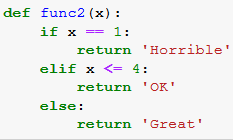 def func2(x):
    if x == 1:
        return 'Horrible'
    elif x <= 4:
        return 'OK'
    else:
        return 'Great'